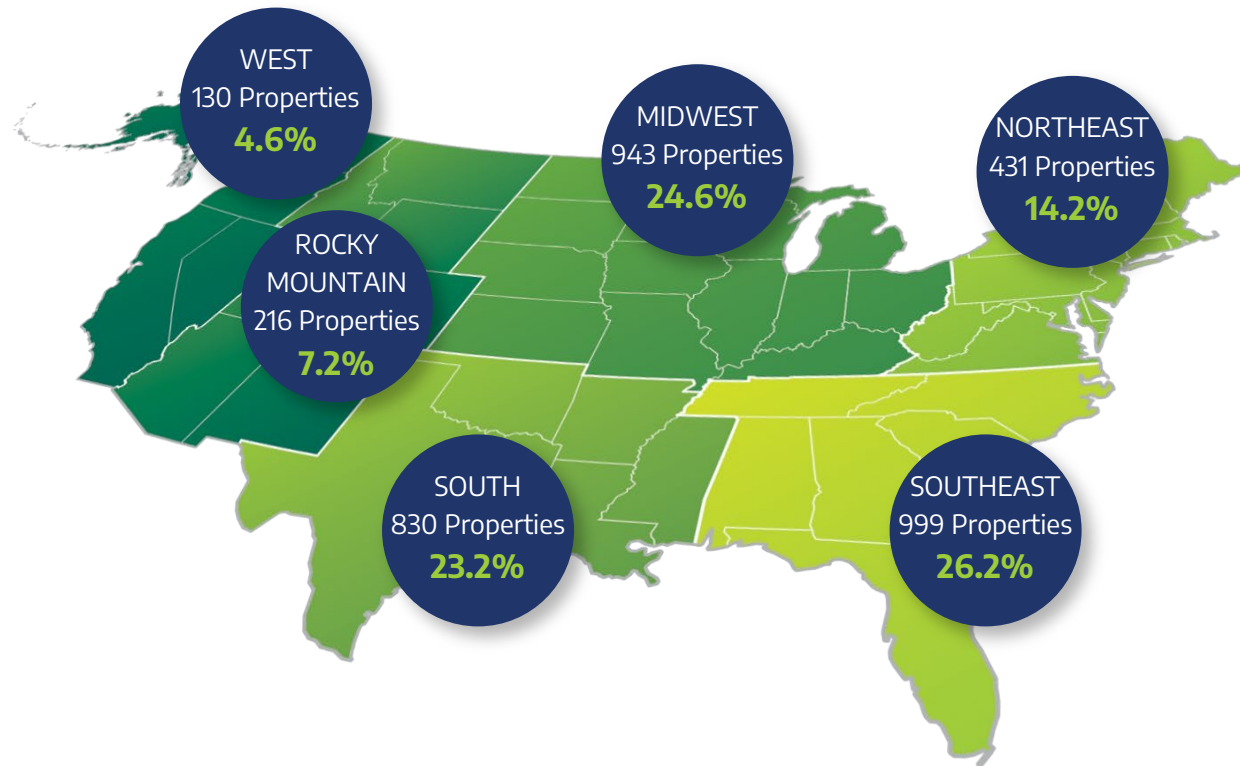 WEST
130 Properties
4.6%
MIDWEST
943 Properties
24.6%
NORTHEAST
431 Properties
14.2%
ROCKY
MOUNTAIN
216 Properties
7.2%
SOUTH
830 Properties
23.2%
SOUTHEAST
999 Properties
26.2%